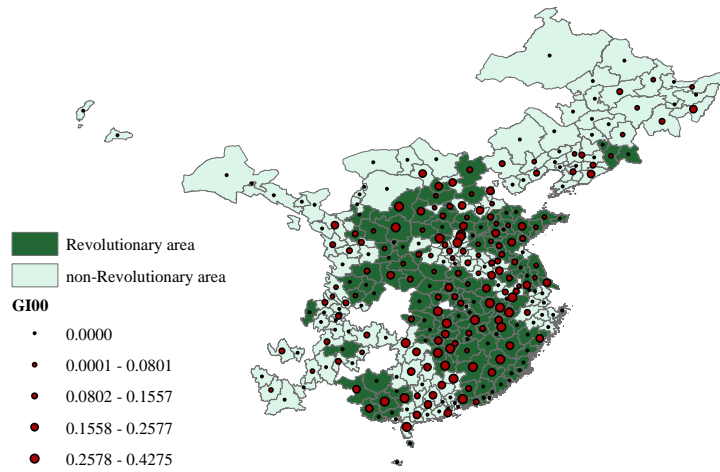 Revolutionary area
non-Revolutionary area
GI00
0.0000
0.0001 - 0.0801
0.0802 - 0.1557
0.1558 - 0.2577
0.2578 - 0.4275